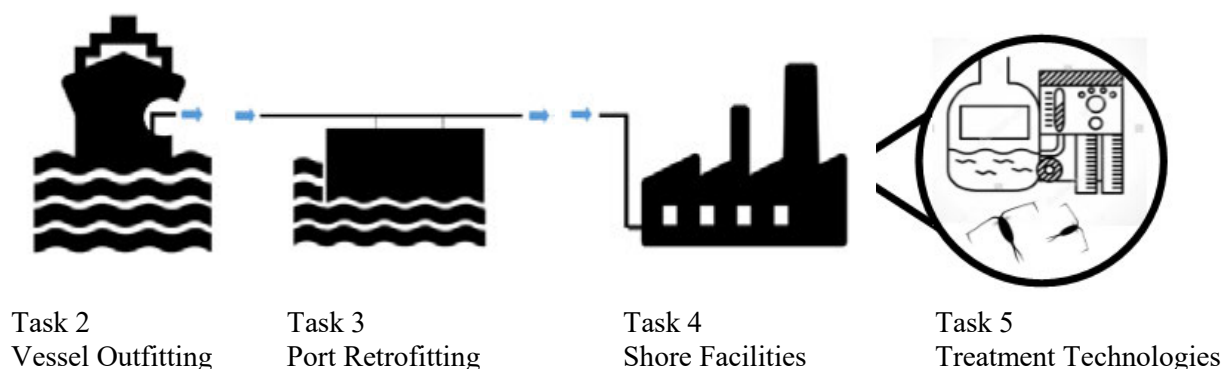 Task 2
Vessel Outfitting
Task 3
Port Retrofitting
Task 4
Shore Facilities
Task 5
Treatment Technologies